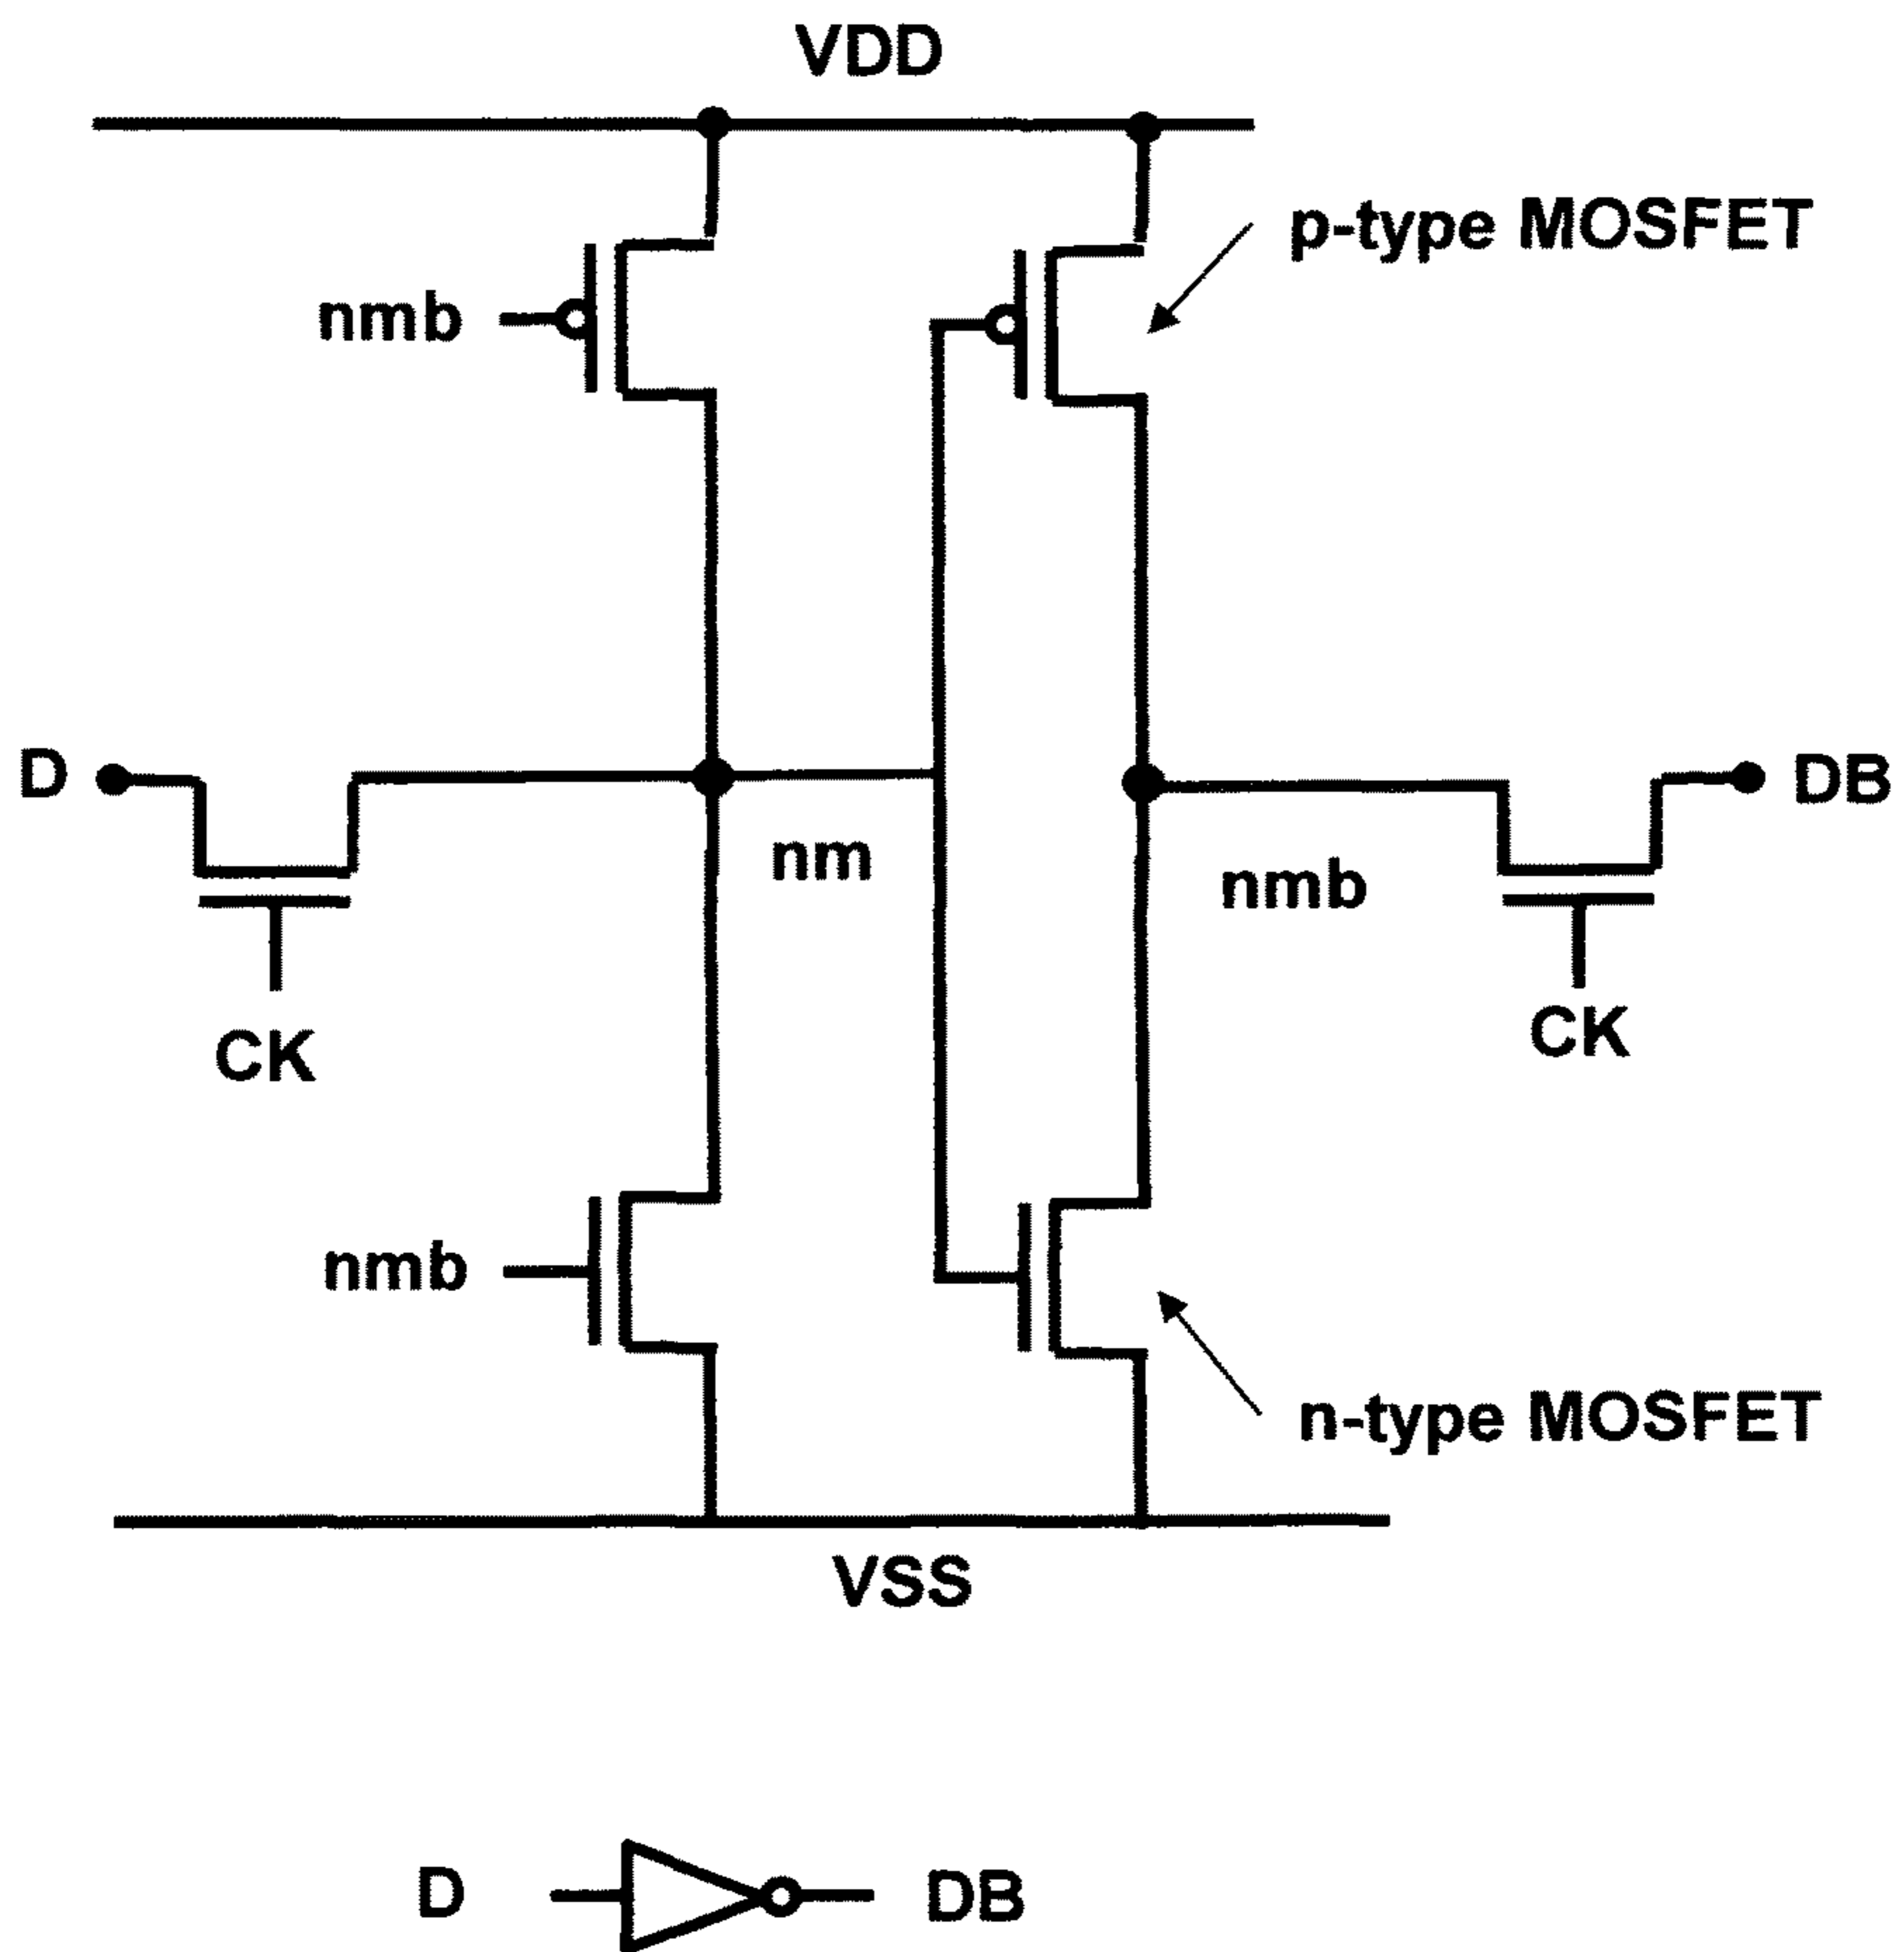 VDD
p-type MOSFET
nmb
D
DB
nm
nmb
CK
CK
nmb
n-type MOSFET
VSS
D
DB